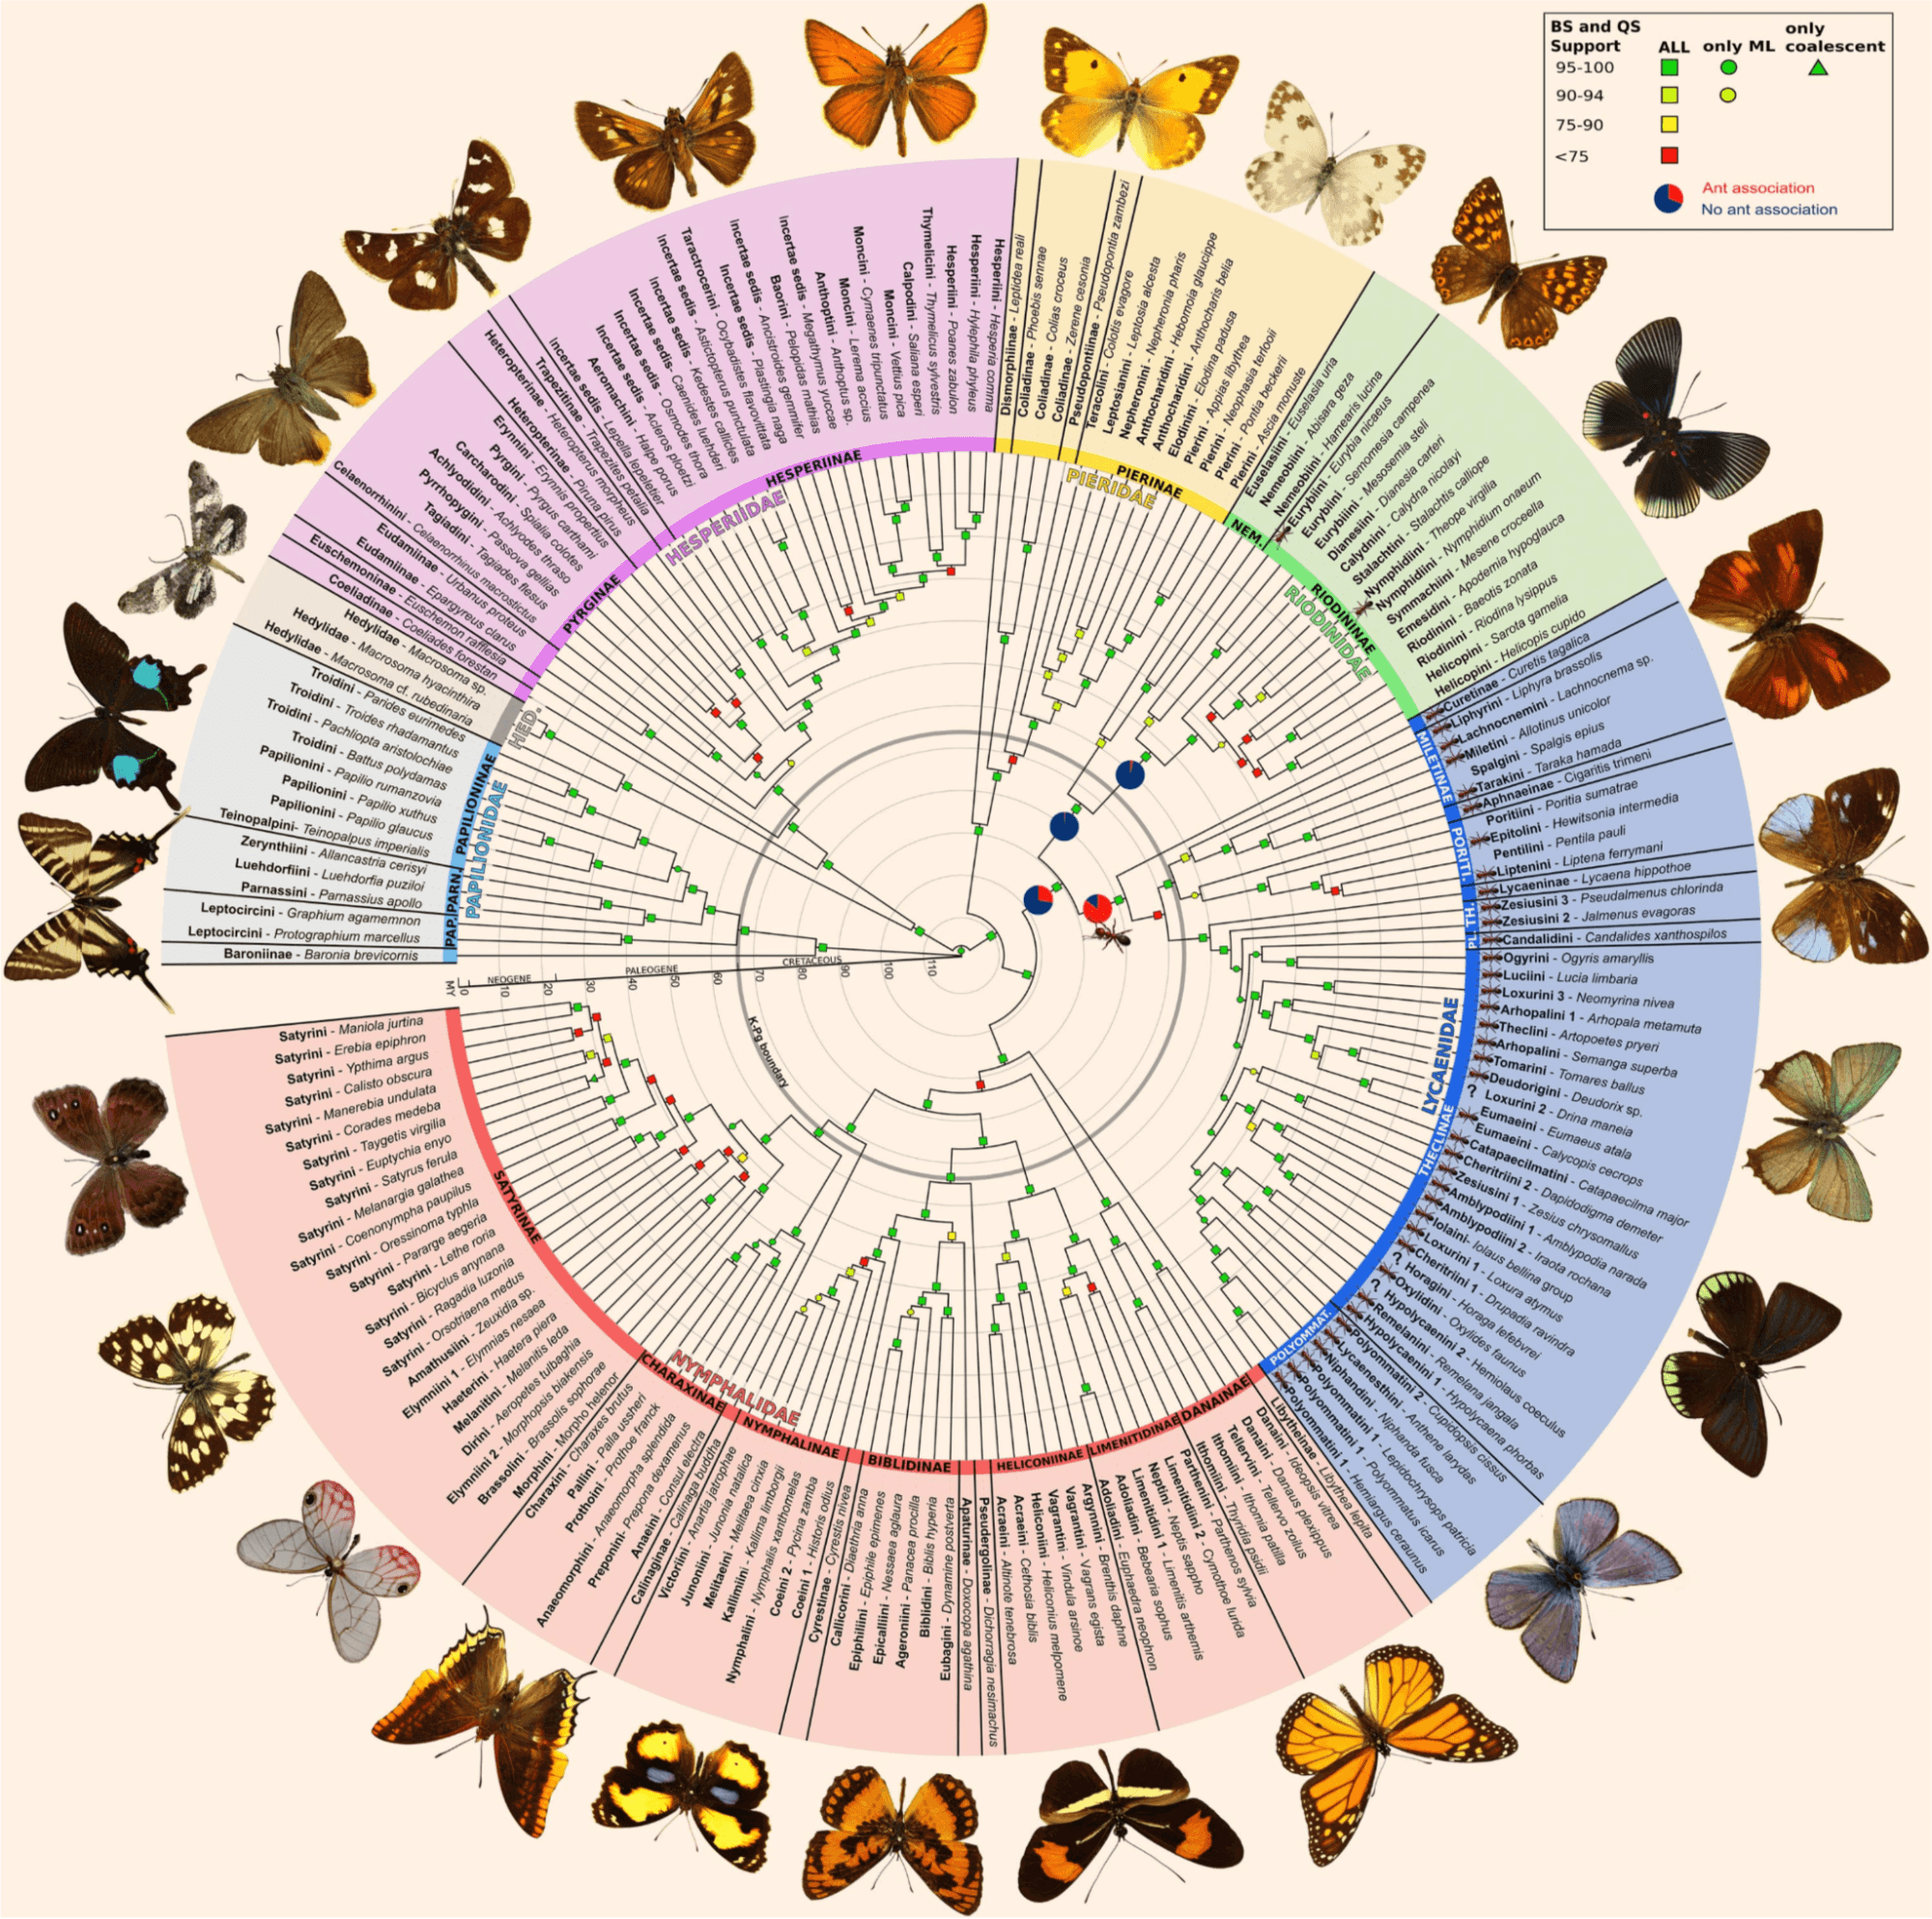 BS and QS Support
ALL
only ML
only coalescent
95-100
90-94
75-90
<75
Ant association
No ant association
Hesperiini - Hesperia comma
Hesperiini - Hylephila phyleus
Hesperiini - Poanes zabulon
Thymelicini - Thymelicus sylvestris
Calpodini - Saliana esperi
Moncini - Vettius pica
Moncini - Cymaenes tripunctatus
Moncini - Lerema accius
Anthoptini - Anthoptus sp.
Incertae sedis - Megathymus yuccae
Baorini - Pelopidas mathias
Incertae sedis - Ancistroides gemmifer
Incertae sedis - Plastingia naga
Taractrocerini - Ocybadistes flavovittata
Incertae sedis - Astictopterus punctulata
Incertae sedis - Kedestes callicles
Incertae sedis - Caenides luehderi
Incertae sedis - Osmodes thora
Incertae sedis - Acleros ploetzi
Aeromachini - Halpe porus
Incertae sedis - Lepella lepeletier
Trapezitinae - Trapezites petalia
Heteropterinae - Heteropterus morpheus
Heteropterinae - Piruna pirus
Erynnini - Erynnis propertius
Pyrgini - Pyrgus carthami
Carcharodini - Spialia colotes
Achlyodidini - Achlyodes thraso
Pyrrhopygini - Passova gellias
Tagiadini - Tagiades flesus
Celaenorrhini - Celaenorrhinus macrostictus
Eudaminae - Urbanus proteus
Eudamiinae - Epargyreus clarus
Euschemoninae - Euschemon rafflesia
Coeliadinae - Coeliades forestan
Hedylidae - Macrosoma sp.
Hedylidae - Macrosoma hyacinthira
Hedylidae - Macrosoma cf. rubedinaria
Troidini - Parides eurimedes
Troidini - Troides rhadamantus
Troidini - Pachliopta aristolochiae
Troidini - Battus polydamas
Papilionini - Papilio rumanzovia
Papilionini - Papilio xuthus
Papilionini - Papilio glaucus
Teinopalpini- Teinopalpus imperialis
Zerynthiini - Allancastria cerisyi
Luehdorfiini - Luehdorfia puziloi
Parnassini - Parnassius apollo
Leptocircini - Graphium agamemnon
Leptocircini - Protographium marcellus
Baroniinae - Baronia brevicornis
Dismorphiinae - Leptidea reali
Coliadinae - Phoebis sennae
Coliadinae - Colias croceus
Coliadinae - Zerene cesonia
Pseudopontiinae - Pseudopontia zambezi
Teracolini - Colotis evagore
Leptosianini - Leptosia alcesta
Nepheronini - Nepheronia pharis
Anthocharidini - Hebomoia glaucippe
Anthocharidini - Anthocharis belia
Elodinini - Elodina padusa
Pierini - Appias libythea
Pierini - Neophasia terlooii
Pierini - Pontia beckerii
Pierini - Ascia monuste
Euselasiini - Euselasia uria
Nemeobiini - Abisara geza
Nemeobiini - Hamearis lucina
Eurybiini - Eurybia nicaeus
Eurybiini - Semomesia campanea
Eurybiini - Mesosemia steli
Dianesiini - Dianesia carteri
Calydnini - Calydna nicolayi
Stalachtini - Stalachtis calliope
Nymphidiini - Theope virgilia
Nymphidiini - Nymphidium onaeum
Symmachiini - Mesene croceella
Emesidini - Apodemia hypoglauca
Riodinini - Baeotis zonata
Riodinini - Riodina lysippus
Helicopini - Sarota gamelia
Helicopini - Helicopis cupido
Curetinae - Curetis tagalica
Liphyrini - Liphyra brassolis
Lachnocnemini - Lachnocnema sp.
Miletini - Allotinus unicolor
Spalgini - Spalgis epius
Tarakini - Taraka hamada
Aphnaeinae - Cigaritis trimeni
Poritiini - Poritia sumatrae
Epitolini - Hewitsonia intermedia
Pentilini - Pentila pauli
Liptenini - Liptena ferrymani
Lycaeninae - Lycaena hippothoe
Zesiusini 3 - Pseudalmenus chlorinda
Zesiusini 2 - Jalmenus evagoras
Candalidini - Candalides xanthospilos
Ogyrini - Ogyris amaryllis
Luciini - Lucia limbaria
Loxurini 3 - Neomyrina nivea
Arhopalini 1 - Arhopala metamuta
Theclini - Artopoetes pryeri
Arhopalini - Semanga superba
Tomarini - Tomares ballus
Deudorigini - Deudorix sp.
? Loxurini 2 - Drina maneia
Eumaeini - Eumaeus atala
Eumaeini - Calycopis cecrops
Catapaecilmatini - Catapaecilma major
Cheritriini 2 - Dapidodigma demeter
Zesiusini 1 - Zesius chrysomallus
Amblypodiini 1 - Amblypodia narada
Amblypodiini 2 - Iraota rochana
Iolaini- Iolaus bellina group
Loxurini 1 - Loxura atymus
Cheritriini 1 - Drupadia ravindra
? Horagini - Horaga lefebvrei
Oxylidini - Oxylides faunus
? Hypolycaenini 2 - Hemiolaus coeculus
Remelanini - Remelana jangala
Hypolycaenini 1 - Hypolycaena phorbas
Polyommatini 2 - Cupidopsis cissus
Lycaenesthini - Anthene larydas
Niphandini - Niphanda fusca
Polyommatini 1 - Lepidochrysops patricia
Polyommatini 1 - Polyommatus icarus
Polyommatini 1 - Hemiargus ceraunus
Libytheinae - Libythea lepita
Danaini - Ideopsis vitrea
Danaini - Danaus plexippus
Tellervini - Tellervo zoilus
Ithomiini - Ithomia patilla
Ithomiini - Thyridia psidii
Parthenini - Parthenos sylvia
Limenitidiini 2 - Cymothoe lurida
Neptini - Neptis sappho
Limenitidini 1 - Limenitis arthemis
Adoliadini - Bebearia sophus
Adoliadini - Euphaedra neophron
Argynnini - Brenthis daphne
Vagrantini - Vagrans egista
Vagrantini - Vindula arsinoe
Heliconiini - Heliconius melpomene
Acraeini - Cethosia biblis
Acraeini - Altinote tenebrosa
Pseudergolinae - Dichorragia nesimachus
Apaturinae - Doxocopa agathina
Eubagini - Dynamine postverta
Biblidini - Biblis hyperia
Ageroniini - Panacea procilla
Epicalliini - Nessaea aglaura
Epiphiliini - Epiphile epimenes
Callicorini - Diaethria anna
Cyrestinae - Cyrestis nivea
Coeini 1 - Historis odius
Coeini 2 - Pycina zamba
Nymphalini - Nymphalis xanthomelas
Kallimini - Kallima limborgii
Melitaeini - Melitaea cinxia
Junoniini - Junonia natalica
Victorini - Anartia jatrophae
Calinaginae - Calinaga buddha
Anaeini - Consul electra
Preponini - Prepona dexamenus
Anaeomorphini - Anaeomorpha splendida
Prothoini - Prothoe franck
Pallini - Palla ussheri
Charaxini - Charaxes brutus
Morphini - Morpho helenor
Brassolini - Brassolis sophorae
Elymniini 2 - Morphopsis biakensis
Dirini - Aeropetes tulbaghia
Melanitini - Melanitis leda
Haeterini - Haetera piera
Elymniini 1 - Elymnias nesaea
Amathusiini - Zeuxidia sp.
Satyrini - Orsotriaena medus
Satyrini - Ragadia luzonia
Satyrini - Bicyclus anynana
Satyrini - Lethe roria
Satyrini - Pararge aegeria
Satyrini - Oressinoma typhla
Satyrini - Coenonympha paupilus
Satyrini - Melanargia galathea
Satyrini - Satyrus ferula
Satyrini - Euptychia enyo
Satyrini - Taygetis virgilia
Satyrini - Corades medeba
Satyrini - Manerebia undulata
Satyrini - Calisto obscura
Satyrini - Ypthima argus
Satyrini - Erebia epiphron
Satyrini - Maniola jurtina
HESPERIINAE
HESPERIIDAE
PYRGINAE
HED.
PAPILIONINAE
PAPILIONIDAE
PARN.
PAP.
PIERINAE
PIERIDAE
NEM.
RIODININAE
RIODINIDAE
MILETINAE
PORITI.
TH.
LYCAENIDAE
THECLINAE
POLYOMMAT.
DANAINAE
LIMENITIDINAE
HELICONIINAE
BIBLIDINAE
NYMPHALINAE
NYMPHALIDAE
CHARAXINAE
SATYRINAE
NEOGENE
PALEOGENE
CRETACEOUS
MY 0 10 20 30 40 50 60 70 80 90 100 110
K-Pg boundary